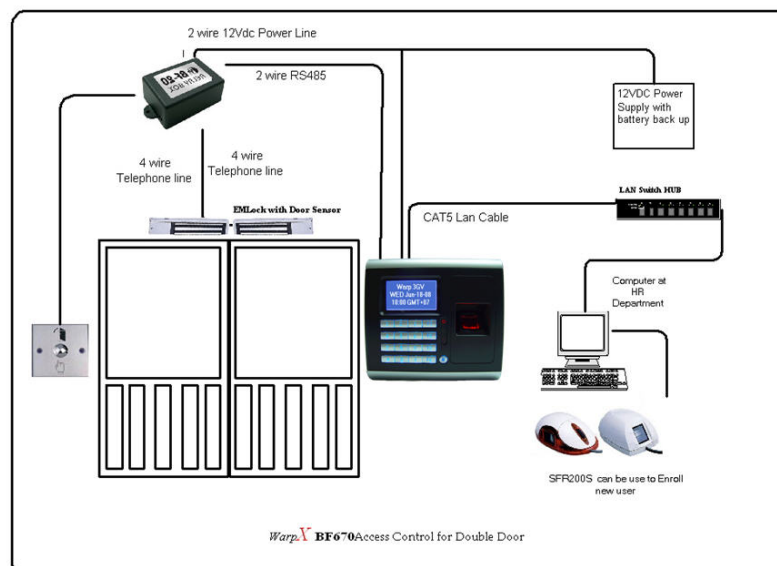 2 wire 12Vdc Power Line
2 wire RS485
BF-20
12VDC Power
Supply with
battery back up
4 wire
Telephone line
4 wire
Telephone line
EMLock with Door Sensor
LAN Switch HUB
CAT5 Lan Cable
Computer at
HR
Department
Warp 3GV
WED Jun-18-08
18:08 GMT+07
SFR200S can be use to Enroll
new user
WarpX BF670Access Control for Double Door